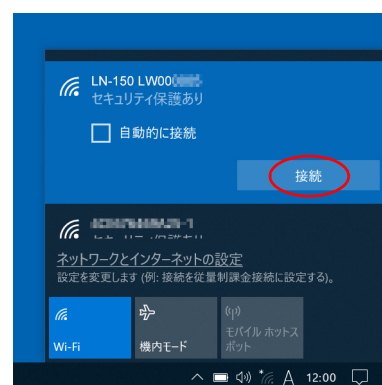 LN-150 LW00
セキュリティ保護あり
自動的に接続
接続
ネットワークとインターネットの設定
設定を変更します (例: 接続を従量制課金接続に設定する)。
Wi-Fi
機内モード
モバイル ホットス
ポット
A 12:00